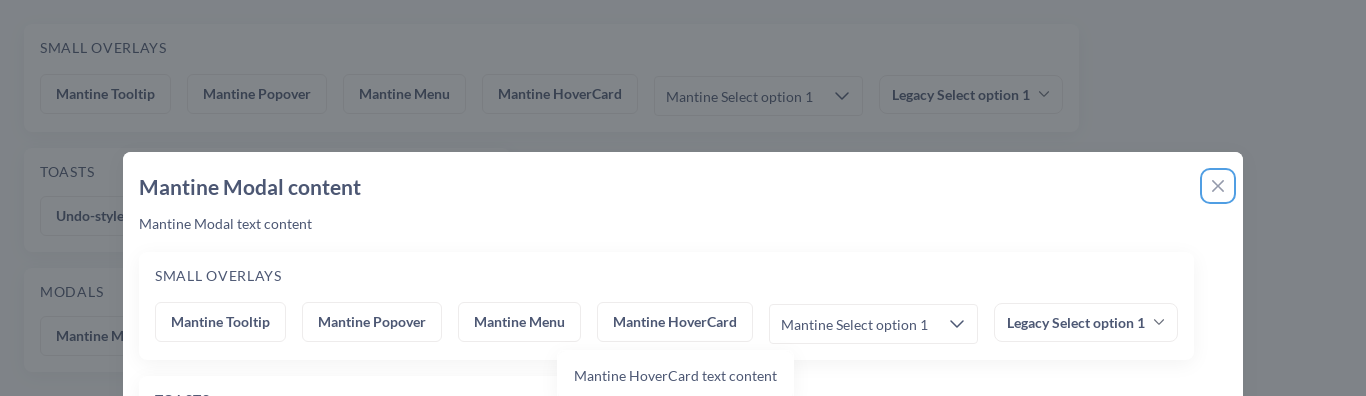 SMALL OVERLAYS
Mantine Tooltip Mantine Popover Mantine Menu Mantine HoverCard Mantine Select option 1 Legacy Select option 1
TOASTS
Undo-style
MODALS
Mantine M
Mantine Modal content
Mantine Modal text content
SMALL OVERLAYS
Mantine Tooltip Mantine Popover Mantine Menu Mantine HoverCard Mantine Select option 1 Legacy Select option 1
Mantine HoverCard text content
TOASTS